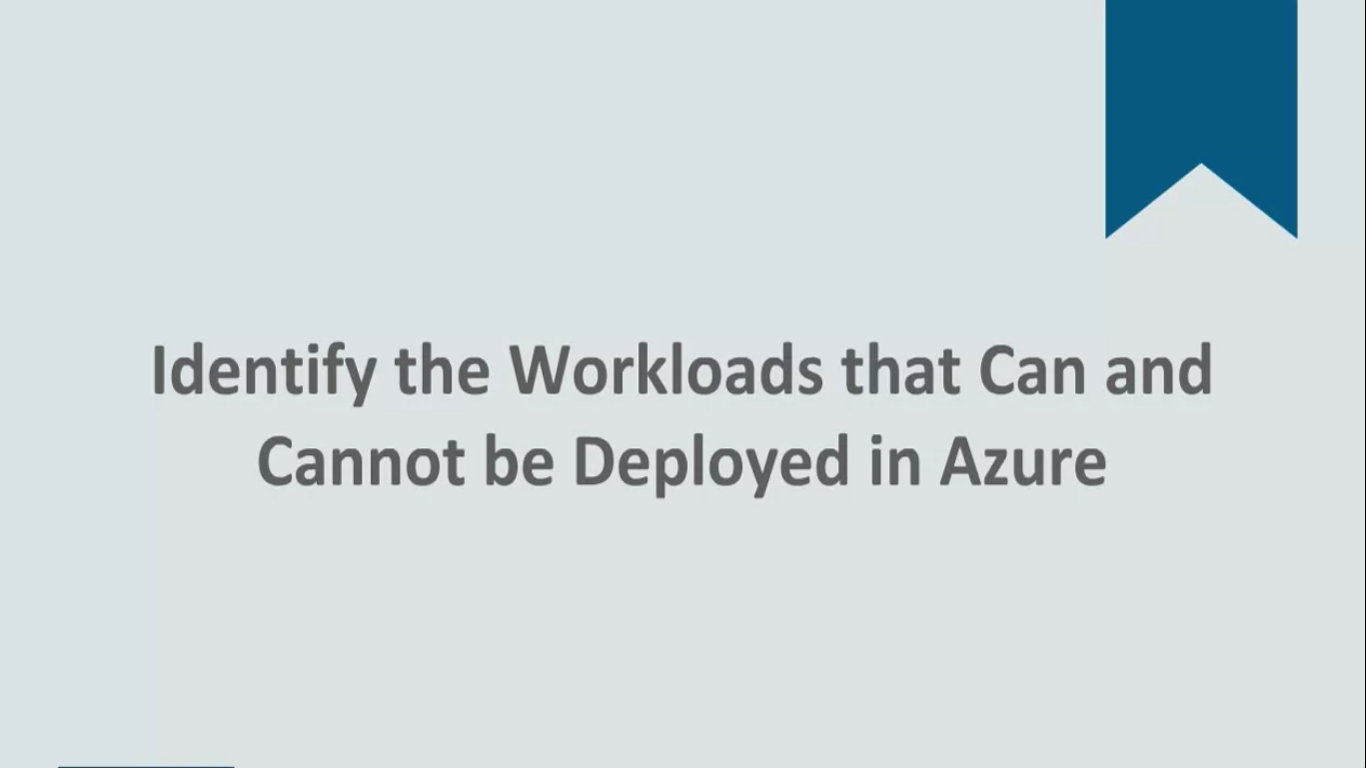 Identify the Workloads that Can and
Cannot be Deployed in Azure